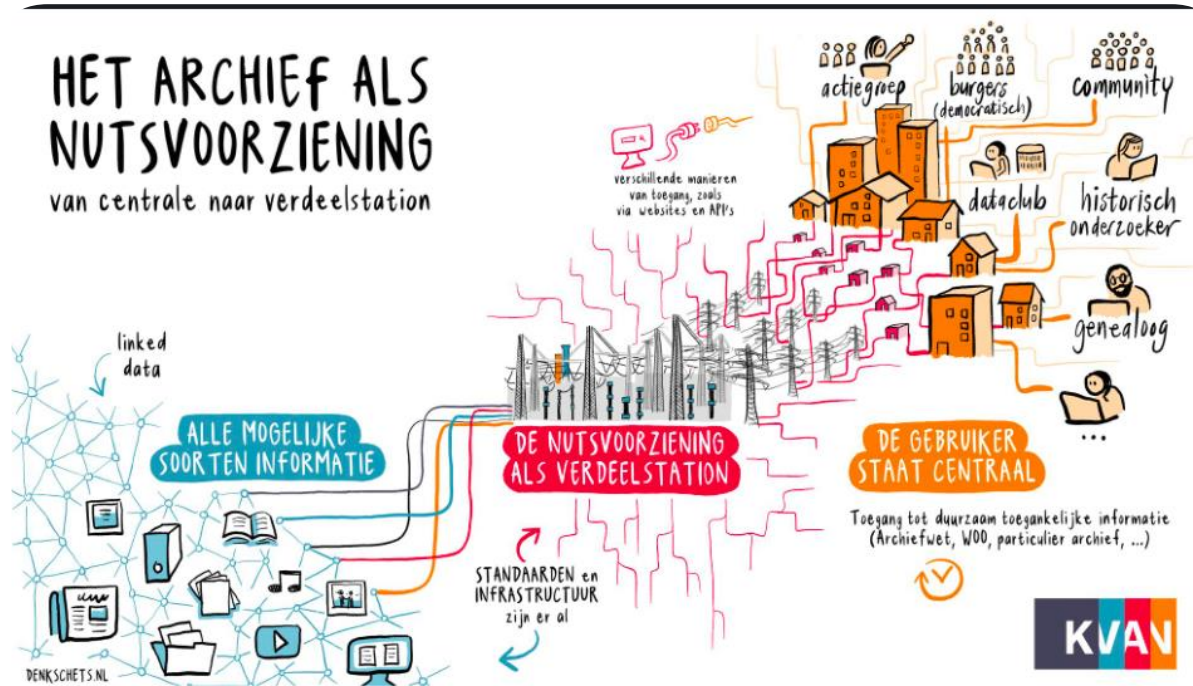 HET ARCHIEF ALS
NUTSVOORZIENING
van centrale naar verdeelstation
linked
data
ALLE MOGELIJKE
SOORTEN INFORMATIE
DENKSCHETS.NL
verschillende manieren
van toegang, zoals
via websites en API's
DE NUTSVOORZIENING
ALS VERDEELSTATION
STANDAARDEN en
INFRASTRUCTUUR
zijn er al
actiegroep
burgers
(democratisch)
community
dataclub
historisch
onderzoeker
genealoog
...
DE GEBRUIKER
STAAT CENTRAAL
Toegang tot duurzaam toegankelijke informatie
(Archiefwet, WOO, particulier archief, ...)
KVAN